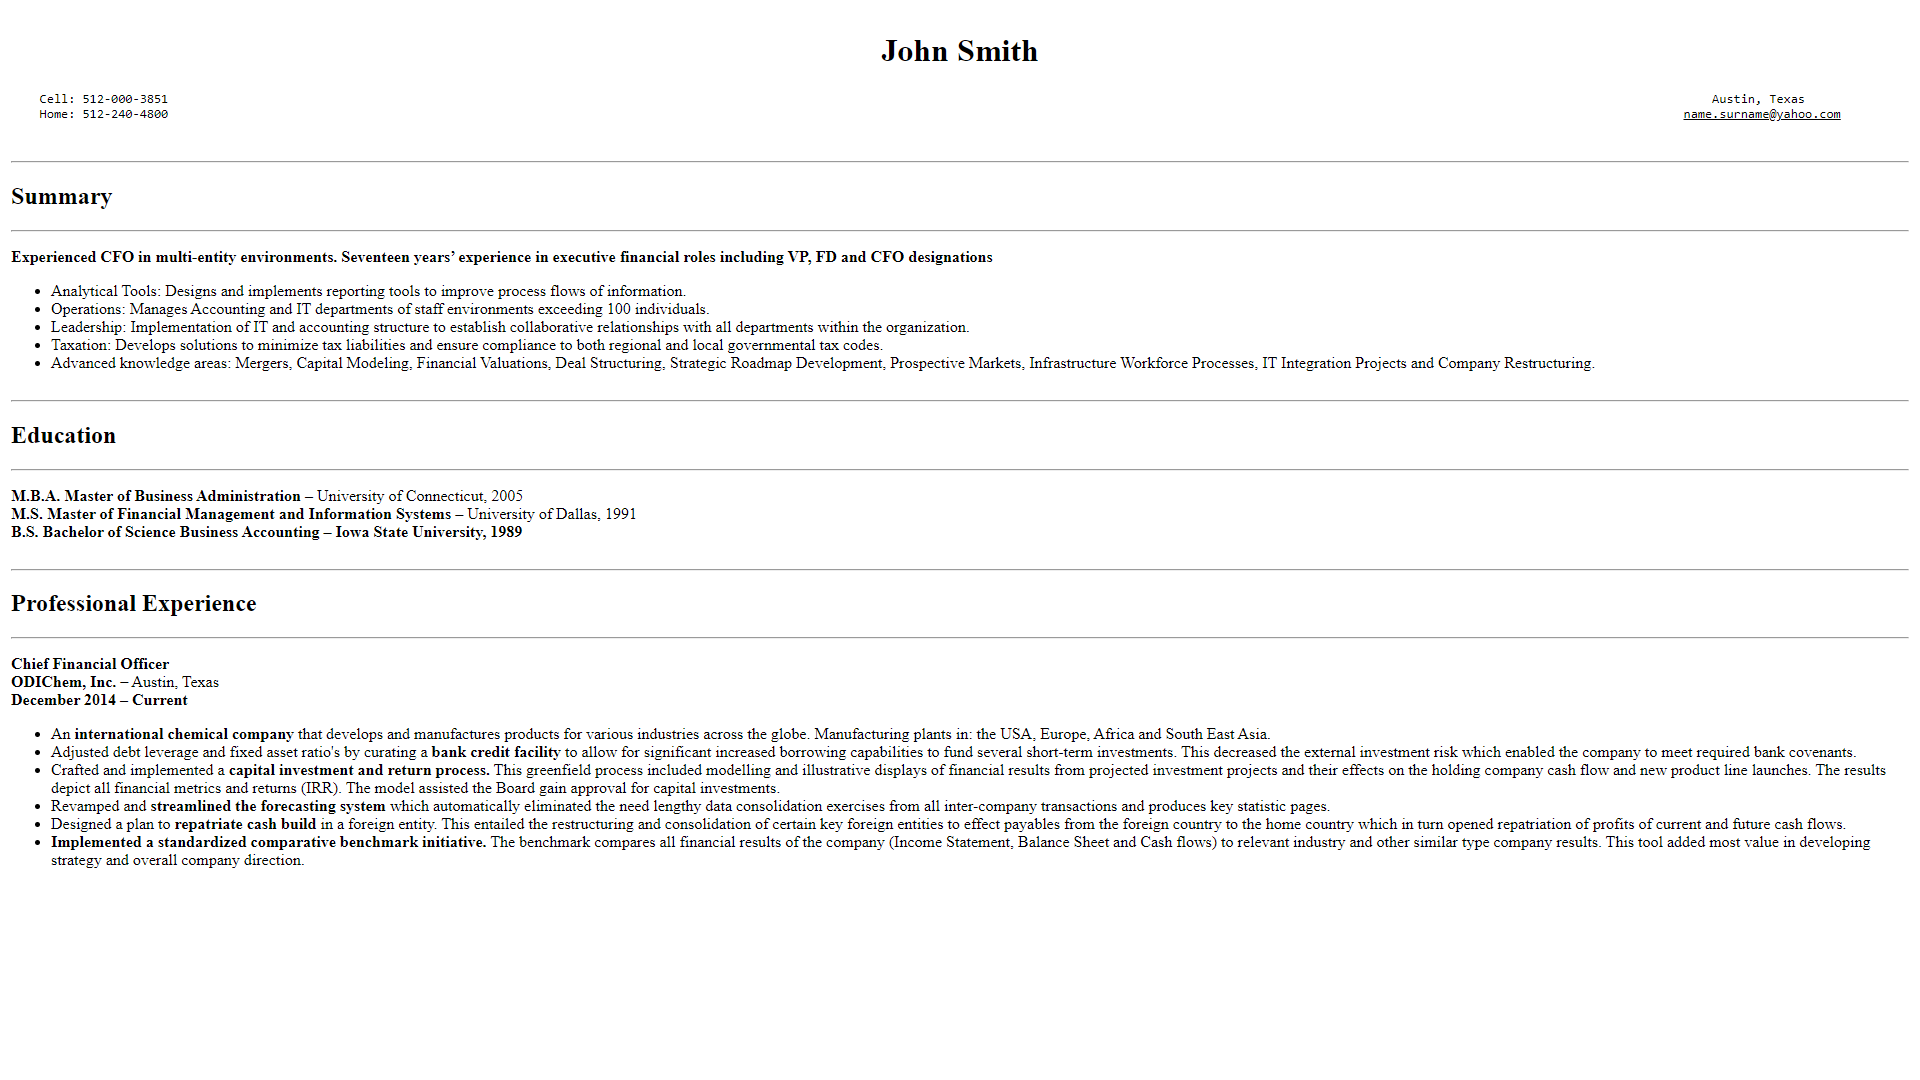 John Smith
Cell: 512-000-3851
Home: 512-240-4800
Austin, Texas
name.surname@yahoo.com
Summary
Experienced CFO in multi-entity environments. Seventeen years’ experience in executive financial roles including VP, FD and CFO designations
• Analytical Tools: Designs and implements reporting tools to improve process flows of information.
• Operations: Manages Accounting and IT departments of staff environments exceeding 100 individuals.
• Leadership: Implementation of IT and accounting structure to establish collaborative relationships with all departments within the organization.
• Taxation: Develops solutions to minimize tax liabilities and ensure compliance to both regional and local governmental tax codes.
• Advanced knowledge areas: Mergers, Capital Modeling, Financial Valuations, Deal Structuring, Strategic Roadmap Development, Prospective Markets, Infrastructure Workforce Processes, IT Integration Projects and Company Restructuring.
Education
M.B.A. Master of Business Administration – University of Connecticut, 2005
M.S. Master of Financial Management and Information Systems – University of Dallas, 1991
B.S. Bachelor of Science Business Accounting – Iowa State University, 1989
Professional Experience
Chief Financial Officer
ODIChem, Inc. – Austin, Texas
December 2014 – Current
• An international chemical company that develops and manufactures products for various industries across the globe. Manufacturing plants in: the USA, Europe, Africa and South East Asia.
• Adjusted debt leverage and fixed asset ratio's by curating a bank credit facility to allow for significant increased borrowing capabilities to fund several short-term investments. This decreased the external investment risk which enabled the company to meet required bank covenants.
• Crafted and implemented a capital investment and return process. This greenfield process included modelling and illustrative displays of financial results from projected investment projects and their effects on the holding company cash flow and new product line launches. The results
depict all financial metrics and returns (IRR). The model assisted the Board gain approval for capital investments.
• Revamped and streamlined the forecasting system which automatically eliminated the need lengthy data consolidation exercises from all inter-company transactions and produces key statistic pages.
• Designed a plan to repatriate cash build in a foreign entity. This entailed the restructuring and consolidation of certain key foreign entities to effect payables from the foreign country to the home country which in turn opened repatriation of profits of current and future cash flows.
• Implemented a standardized comparative benchmark initiative. The benchmark compares all financial results of the company (Income Statement, Balance Sheet and Cash flows) to relevant industry and other similar type company results. This tool added most value in developing
strategy and overall company direction.